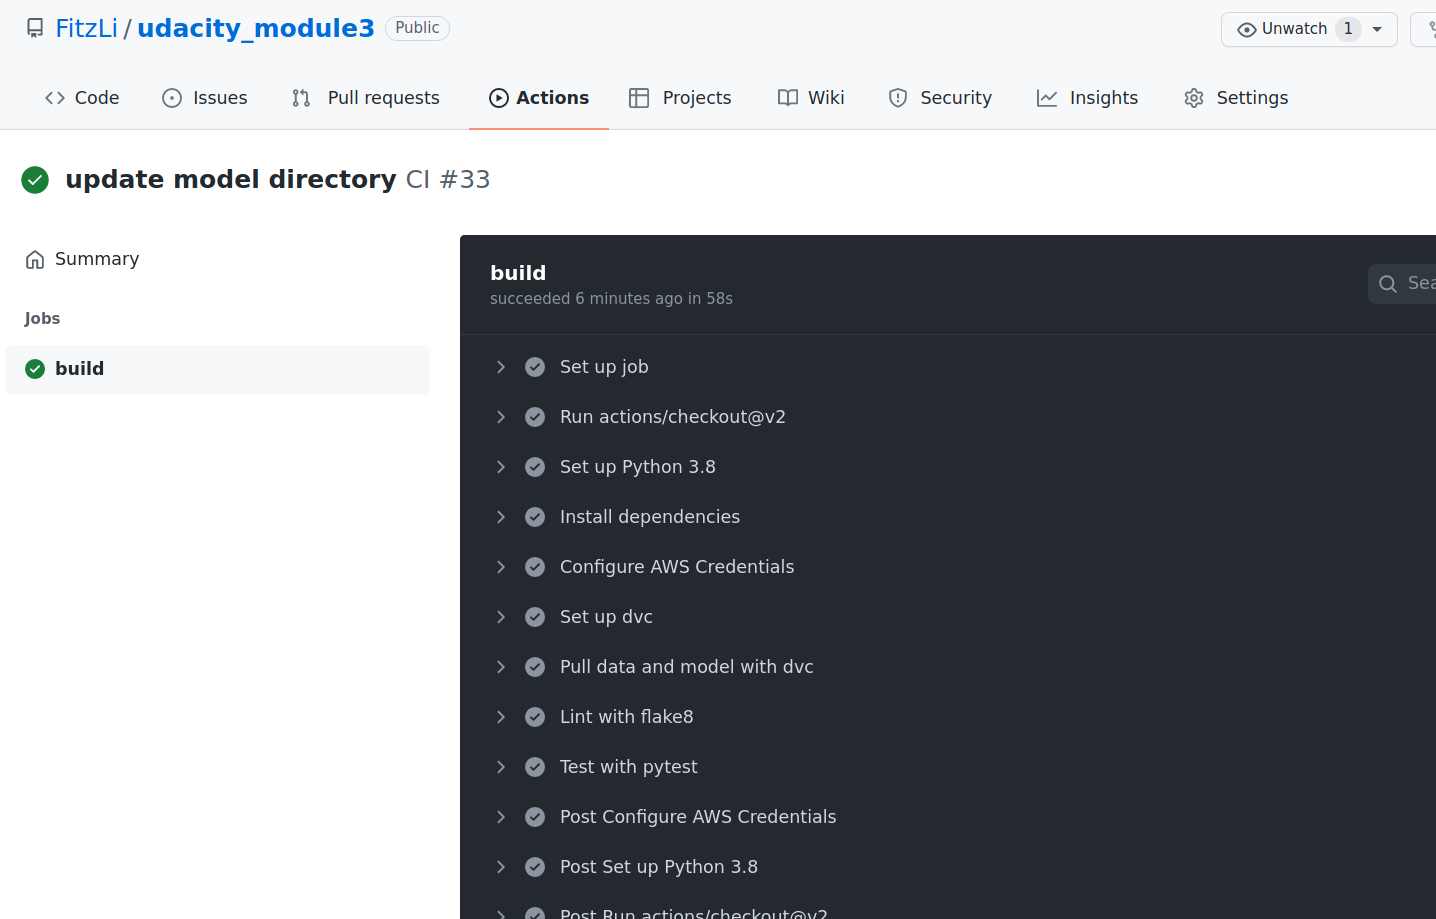 FitzLi / udacity_module3 Public Unwatch 1
Code Issues Pull requests Actions Projects Wiki Security Insights Settings
update model directory CI #33
Summary
Jobs
build
build
succeeded 6 minutes ago in 58s
Sea
Set up job
Run actions/checkout@v2
Set up Python 3.8
Install dependencies
Configure AWS Credentials
Set up dvc
Pull data and model with dvc
Lint with flake8
Test with pytest
Post Configure AWS Credentials
Post Set up Python 3.8
Post Run actions/checkout@v2